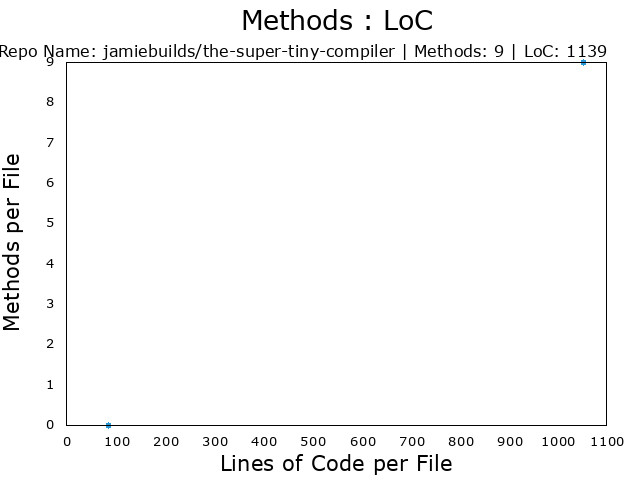 Methods : LoC
Repo Name: jamiebuilds/the-super-tiny-compiler | Methods: 9 | LoC: 1139
Methods per File
9
8
7
6
5
4
3
2
1
0
0 100 200 300 400 500 600 700 800 900 1000 1100
Lines of Code per File